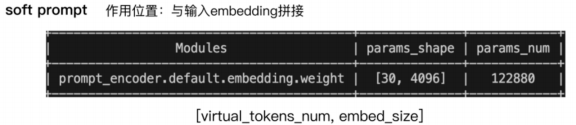 soft prompt 作用位置：与输入embedding拼接
| Modules | params_shape | params_num |
| prompt_encoder.default.embedding.weight | [30, 4096] | 122880 |
[virtual_tokens_num, embed_size]